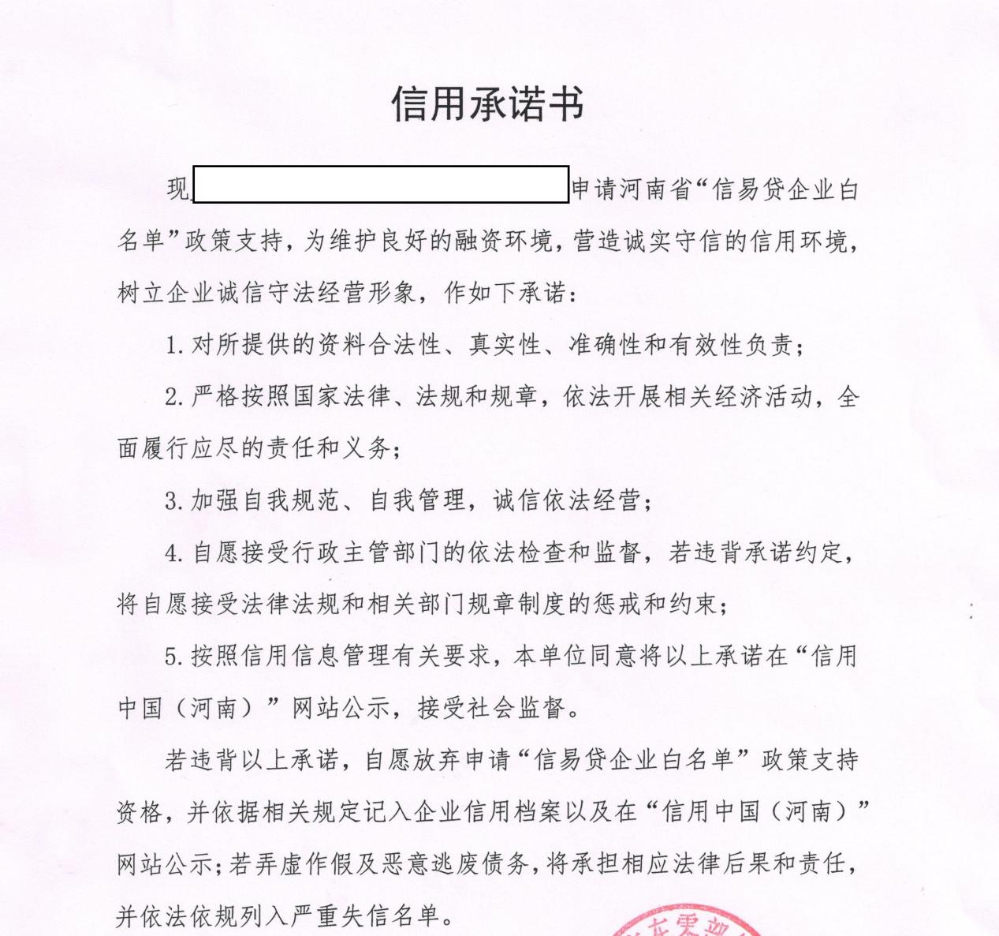 信用承诺书
现
申请河南省“信易贷企业白
名单”政策支持，为维护良好的融资环境，营造诚实守信的信用环境，
树立企业诚信守法经营形象，作如下承诺：
1.对所提供的资料合法性、真实性、准确性和有效性负责；
2.严格按照国家法律、法规和规章，依法开展相关经济活动，全
面履行应尽的责任和义务；
3.加强自我规范、自我管理，诚信依法经营；
4.自愿接受行政主管部门的依法检查和监督，若违背承诺约定，
将自愿接受法律法规和相关部门规章制度的惩戒和约束；
5.按照信用信息管理有关要求，本单位同意将以上承诺在“信用
中国（河南）”网站公示，接受社会监督。
若违背以上承诺，自愿放弃申请“信易贷企业白名单”政策支持
资格，并依据相关规定记入企业信用档案以及在“信用中国（河南）”
网站公示；若弄虚作假及恶意逃废债务，将承担相应法律后果和责任，
并依法依规列入严重失信名单。
零部